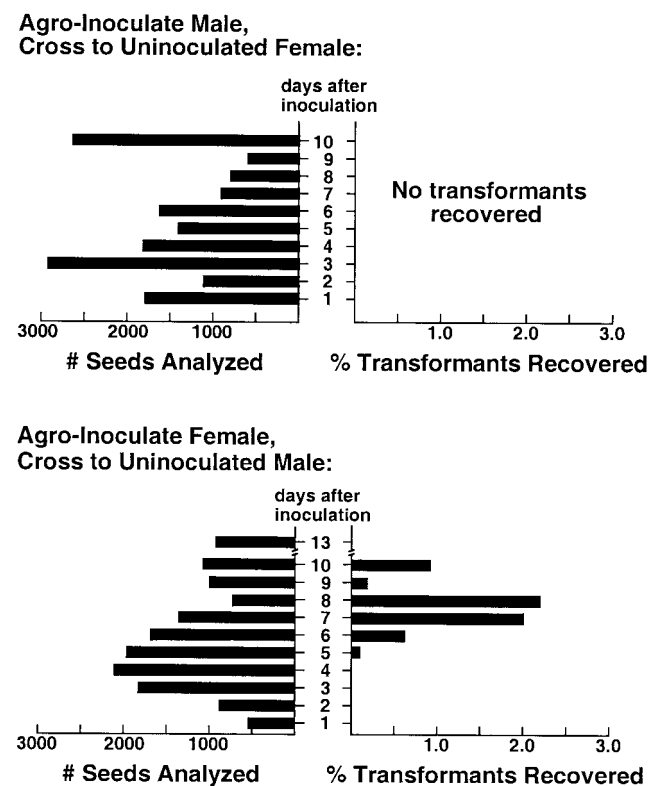 Agro-Inoculate Male,
Cross to Uninoculated Female:
days after
inoculation
10
9
8
7
6
5
4
3
2
1
No transformants
recovered
3000 2000 1000
# Seeds Analyzed
1.0 2.0 3.0
% Transformants Recovered
Agro-Inoculate Female,
Cross to Uninoculated Male:
days after
inoculation
13
10
9
8
7
6
5
4
3
2
1
3000 2000 1000
# Seeds Analyzed
1.0 2.0 3.0
% Transformants Recovered